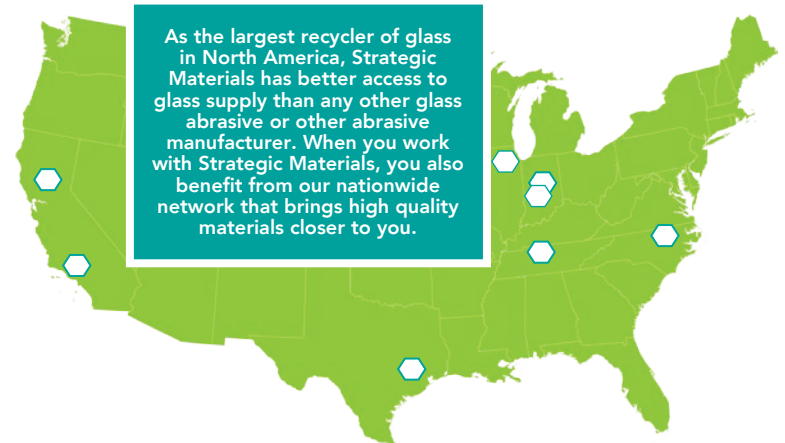 As the largest recycler of glass
in North America, Strategic
Materials has better access to
glass supply than any other glass
abrasive or other abrasive
manufacturer. When you work
with Strategic Materials, you also
benefit from our nationwide
network that brings high quality
materials closer to you.